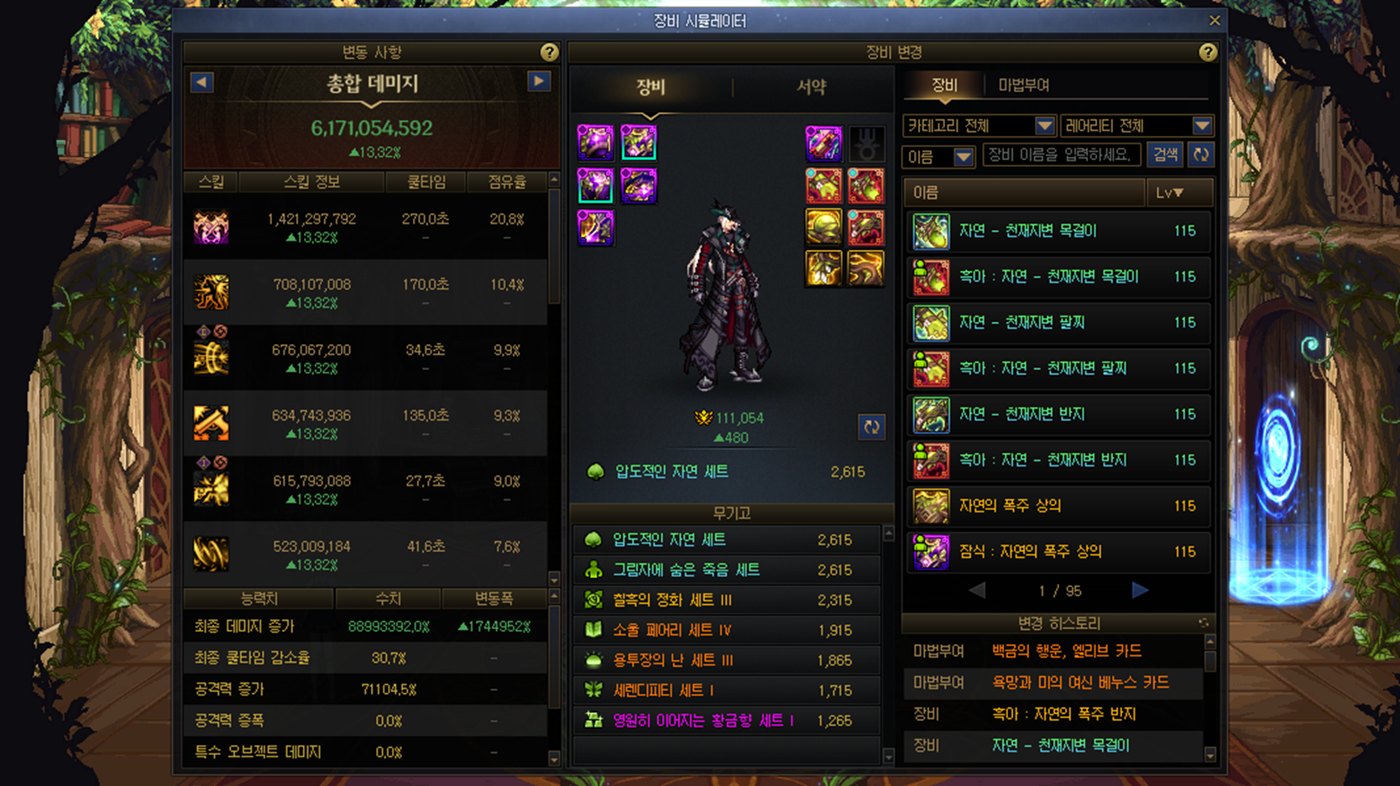 장비 시뮬레이터
변동 사항
총합 데미지
6,171,054,592
▲13,32%
스킬 스킬 정보 쿨타임 점유율
1,421,297,792 270,0초 20,8%
▲13,32% – –
708,107,008 170,0초 10,4%
▲13,32% – –
676,067,200 34,6초 9,9%
▲13,32% – –
634,743,936 135,0초 9,3%
▲13,32% – –
615,793,088 27,7초 9,0%
▲13,32% – –
523,009,184 41,6초 7,6%
▲13,32% – –
능력치 수치 변동폭
최종 데미지 증가 88993392,0% ▲1744952%
최종 쿨타임 감소율 30,7% –
공격력 증가 71104,5% –
공격력 증폭 0,0% –
특수 오브젝트 데미지 0,0% –
장비 변경
장비 서약
111,054
▲480
압도적인 자연 세트 2,615
무기고
압도적인 자연 세트 2,615
그림자에 숨은 죽음 세트 2,615
칠흑의 정화 세트 III 2,315
소울 페어리 세트 IV 1,915
용투장의 난 세트 III 1,865
세렌디피티 세트 I 1,715
영원히 이어지는 황금향 세트 I 1,265
장비 마법부여
카테고리 전체 레어리티 전체
이름 장비 이름을 입력하세요. 검색
이름 Lv▼
자연 – 천재지변 목걸이 115
흑아 : 자연 – 천재지변 목걸이 115
자연 – 천재지변 팔찌 115
흑아 : 자연 – 천재지변 팔찌 115
자연 – 천재지변 반지 115
흑아 : 자연 – 천재지변 반지 115
자연의 폭주 상의 115
잠식 : 자연의 폭주 상의 115
1 / 95
변경 히스토리
마법부여 백금의 행운, 엘리브 카드
마법부여 욕망과 미의 여신 베누스 카드
장비 흑아 : 자연의 폭주 반지
장비 자연 – 천재지변 목걸이